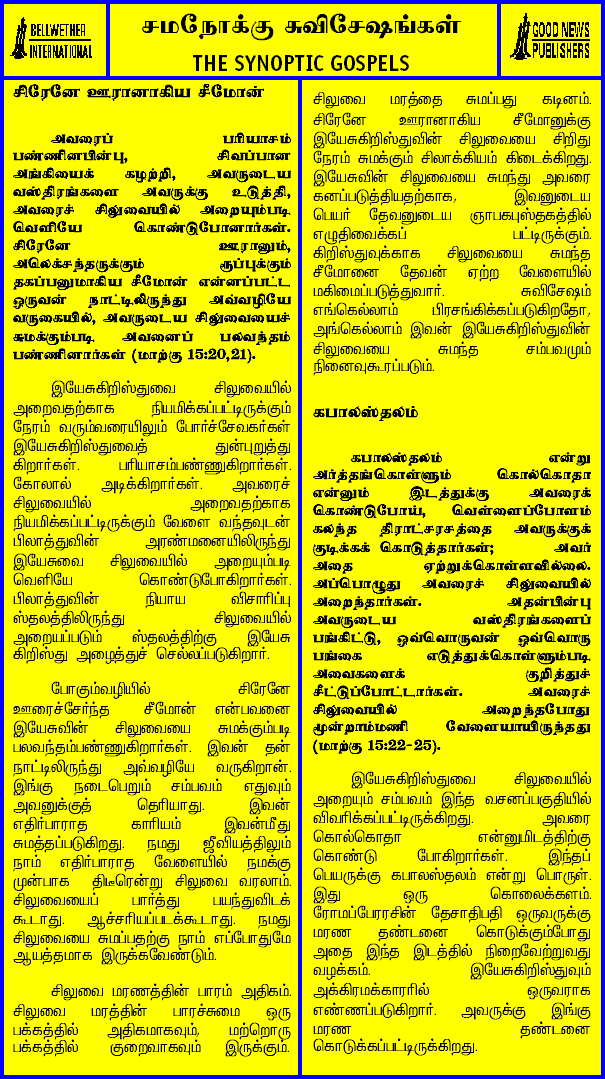 BELLWETHER
INTERNATIONAL
சமநோக்கு சுவிசேஷங்கள்
THE SYNOPTIC GOSPELS
GOOD NEWS
PUBLISHERS
சிரேனே ஊரானாகிய சீமோன்
அவரைப் பரியாசம்
பண்ணினபின்பு, சிவப்பான
அங்கியைக் கழற்றி, அவருடைய
வஸ்திரங்களை அவருக்கு உடுத்தி,
அவரைச் சிலுவையில் அறையும்படி
வெளியே கொண்டுபோனார்கள்.
சிரேனே ஊரானும்,
அலெக்சந்தருக்கும் ரூப்புக்கும்
தகப்பனுமாகிய சீமோன் என்னப்பட்ட
ஒருவன் நாட்டிலிருந்து அவ்வழியே
வருகையில், அவருடைய சிலுவையைச்
சுமக்கும்படி அவனைப் பலவந்தம்
பண்ணினார்கள் (மாற்கு 15:20,21).
இயேசுகிறிஸ்துவை சிலுவையில்
அறைவதற்காக நியமிக்கப்பட்டிருக்கும்
நேரம் வரும்வரையிலும் போர்ச்சேவகர்கள்
இயேசுகிறிஸ்துவைத் துன்புறுத்து
கிறார்கள். பரியாசம்பண்ணுகிறார்கள்.
கோலால் அடிக்கிறார்கள். அவரைச்
சிலுவையில் அறைவதற்காக
நியமிக்கப்பட்டிருக்கும் வேளை வந்தவுடன்
பிலாத்துவின் அரண்மனையிலிருந்து
இயேசுவை சிலுவையில் அறையும்படி
வெளியே கொண்டுபோகிறார்கள்.
பிலாத்துவின் நியாய விசாரிப்பு
ஸ்தலத்திலிருந்து சிலுவையில்
அறையப்படும் ஸ்தலத்திற்கு இயேசு
கிறிஸ்து அழைத்துச் செல்லப்படுகிறார்.
போகும்வழியில் சிரேனே
ஊரைச்சேர்ந்த சீமோன் என்பவனை
இயேசுவின் சிலுவையை சுமக்கும்படி
பலவந்தம்பண்ணுகிறார்கள். இவன் தன்
நாட்டிலிருந்து அவ்வழியே வருகிறான்.
இங்கு நடைபெறும் சம்பவம் எதுவும்
அவனுக்குத் தெரியாது. இவன்
எதிர்பாராத காரியம் இவன்மீது
சுமத்தப்படுகிறது. நமது ஜீவியத்திலும்
நாம் எதிர்பாராத வேளையில் நமக்கு
முன்பாக திடீரென்று சிலுவை வரலாம்.
சிலுவையைப் பார்த்து பயந்துவிடக்
கூடாது. ஆச்சரியப்படக்கூடாது. நமது
சிலுவையை சுமப்பதற்கு நாம் எப்போதுமே
ஆயத்தமாக இருக்கவேண்டும்.
சிலுவை மரணத்தின் பாரம் அதிகம்.
சிலுவை மரத்தின் பாரச்சுமை ஒரு
பக்கத்தில் அதிகமாகவும், மற்றொரு
பக்கத்தில் குறைவாகவும் இருக்கும்.
சிலுவை மரத்தை சுமப்பது கடினம்.
சிரேனே ஊரானாகிய சீமோனுக்கு
இயேசுகிறிஸ்துவின் சிலுவையை சிறிது
நேரம் சுமக்கும் சிலாக்கியம் கிடைக்கிறது.
இயேசுவின் சிலுவையை சுமந்து அவரை
கனப்படுத்தியதற்காக, இவனுடைய
பெயர் தேவனுடைய ஞாபகபுஸ்தகத்தில்
எழுதிவைக்கப் பட்டிருக்கும்.
கிறிஸ்துவுக்காக சிலுவையை சுமந்த
சீமோனை தேவன் ஏற்ற வேளையில்
மகிமைப்படுத்துவார். சுவிசேஷம்
எங்கெல்லாம் பிரசங்கிக்கப்படுகிறதோ,
அங்கெல்லாம் இவன் இயேசுகிறிஸ்துவின்
சிலுவையை சுமந்த சம்பவமும்
நினைவுகூரப்படும்.
கபாலஸ்தலம்
கபாலஸ்தலம் என்று
அர்த்தங்கொள்ளும் கொல்கொதா
என்னும் இடத்துக்கு அவரைக்
கொண்டுபோய், வெள்ளைப்போளம்
கலந்த திராட்சரசத்தை அவருக்குக்
குடிக்கக் கொடுத்தார்கள்; அவர்
அதை ஏற்றுக்கொள்ளவில்லை.
அப்பொழுது அவரைச் சிலுவையில்
அறைந்தார்கள். அதன்பின்பு
அவருடைய வஸ்திரங்களைப்
பங்கிட்டு, ஒவ்வொருவன் ஒவ்வொரு
பங்கை எடுத்துக்கொள்ளும்படி
அவைகளைக் குறித்துச்
சீட்டுப்போட்டார்கள். அவரைச்
சிலுவையில் அறைந்தபோது
மூன்றாம்மணி வேளையாயிருந்தது
(மாற்கு 15:22-25).
இயேசுகிறிஸ்துவை சிலுவையில்
அறையும் சம்பவம் இந்த வசனப்பகுதியில்
விவரிக்கப்பட்டிருக்கிறது. அவரை
கொல்கொதா என்னுமிடத்திற்கு
கொண்டு போகிறார்கள். இந்தப்
பெயருக்கு கபாலஸ்தலம் என்று பொருள்.
இது ஒரு கொலைக்களம்.
ரோமப்பேரரசின் தேசாதிபதி ஒருவருக்கு
மரண தண்டனை கொடுக்கும்போது
அதை இந்த இடத்தில் நிறைவேற்றுவது
வழக்கம். இயேசுகிறிஸ்துவும்
அக்கிரமக்காரரில் ஒருவராக
எண்ணப்படுகிறார். அவருக்கு இங்கு
மரண தண்டனை
கொடுக்கப்பட்டிருக்கிறது.